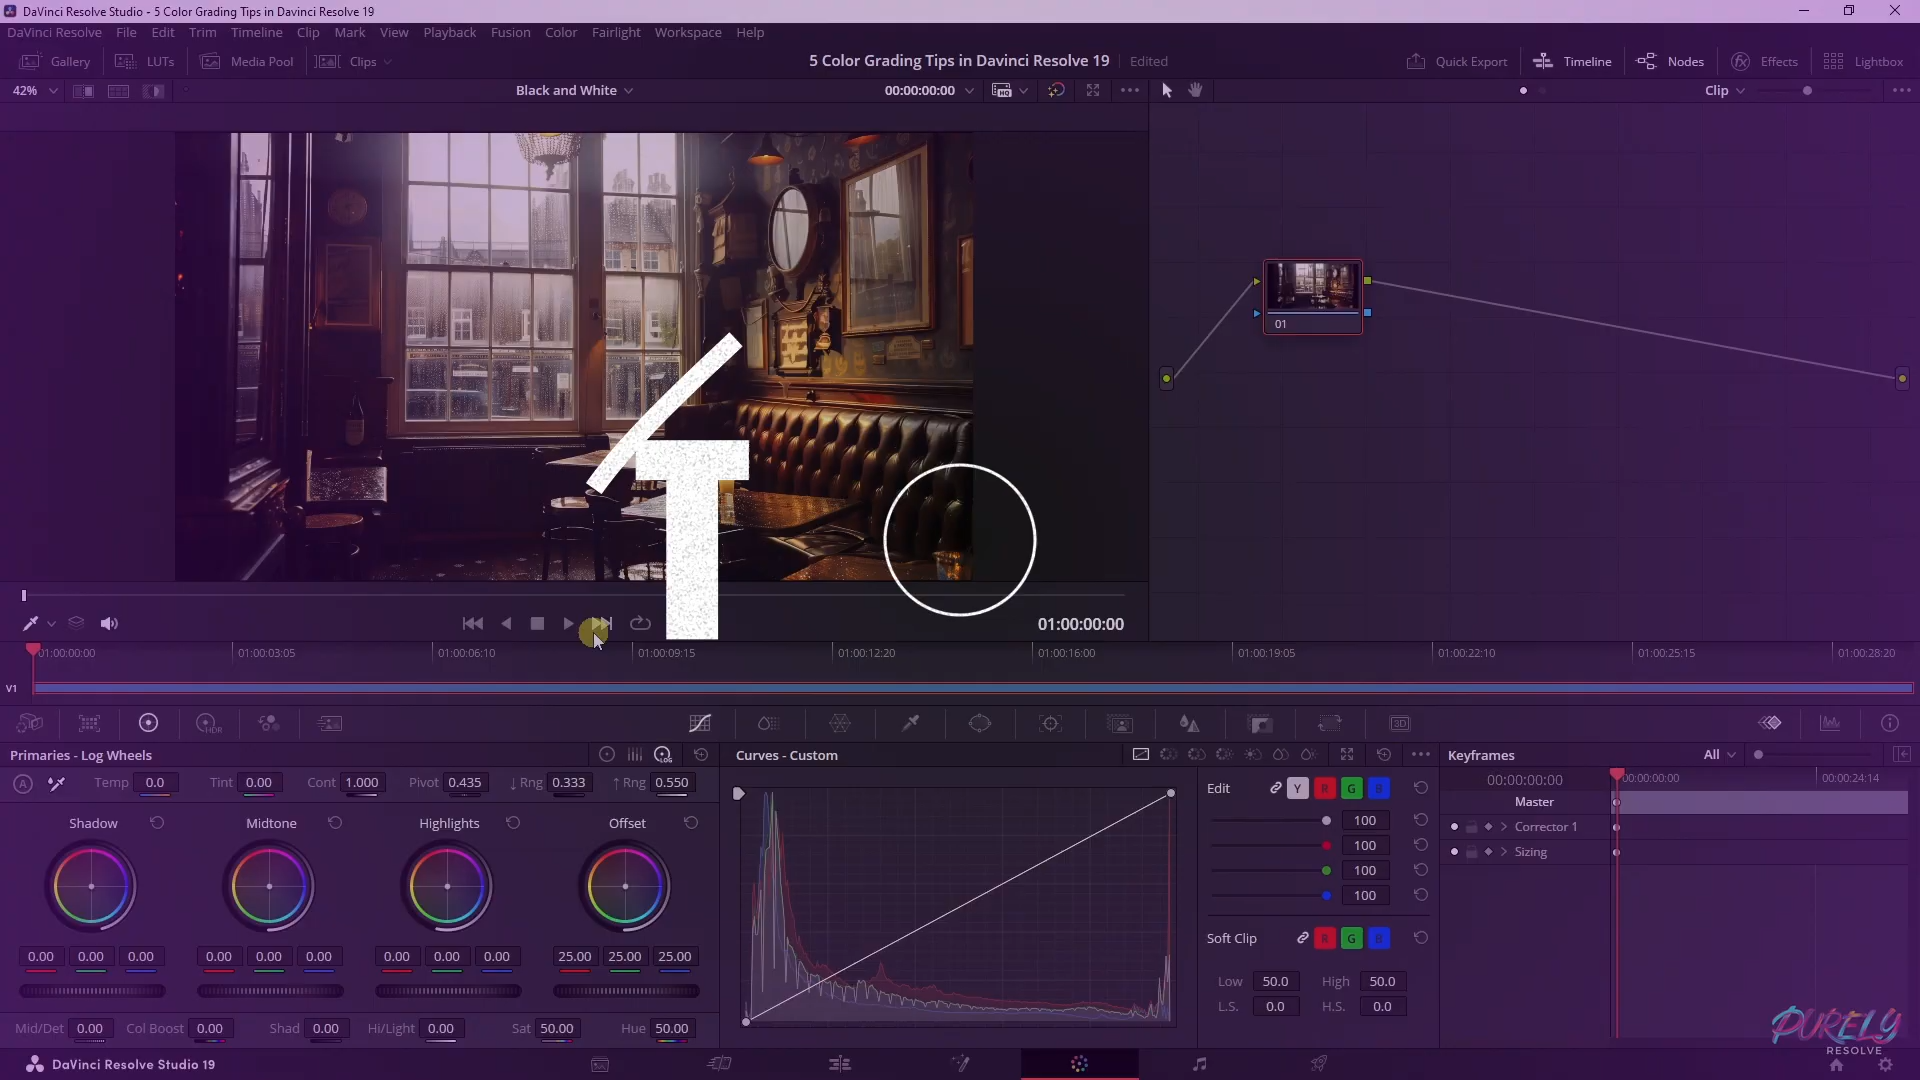 DaVinci Resolve Studio - 5 Color Grading Tips in Davinci Resolve 19
DaVinci Resolve File Edit Trim Timeline Clip Mark View Playback Fusion Color Fairlight Workspace Help
Gallery LUTs Media Pool Clips 5 Color Grading Tips in Davinci Resolve 19 Edited Quick Export Timeline Nodes Effects Lightbox
42% Black and White 00:00:00:00 HQ Clip
01
T
01:00:00:00
01:00:00:00 01:00:03:05 01:00:06:10 01:00:09:15 01:00:12:20 01:00:16:00 01:00:19:05 01:00:22:10 01:00:25:15 01:00:28:20
V1
HDR 3D
Primaries - Log Wheels LOG
A Temp 0.0 Tint 0.00 Cont 1.000 Pivot 0.435 ↓ Rng 0.333 ↑ Rng 0.550
Shadow Midtone Highlights Offset
0.00 0.00 0.00 0.00 0.00 0.00 0.00 0.00 0.00 25.00 25.00 25.00
Mid/Det 0.00 Col Boost 0.00 Shad 0.00 Hi/Light 0.00 Sat 50.00 Hue 50.00
Curves - Custom
Edit Y R G B
100
100
100
100
Soft Clip R G B
Low 50.0 High 50.0
L.S. 0.0 H.S. 0.0
Keyframes All
00:00:00:00 00:00:00:00 00:00:24:14
Master
Corrector 1
Sizing
PURELY
RESOLVE
DaVinci Resolve Studio 19